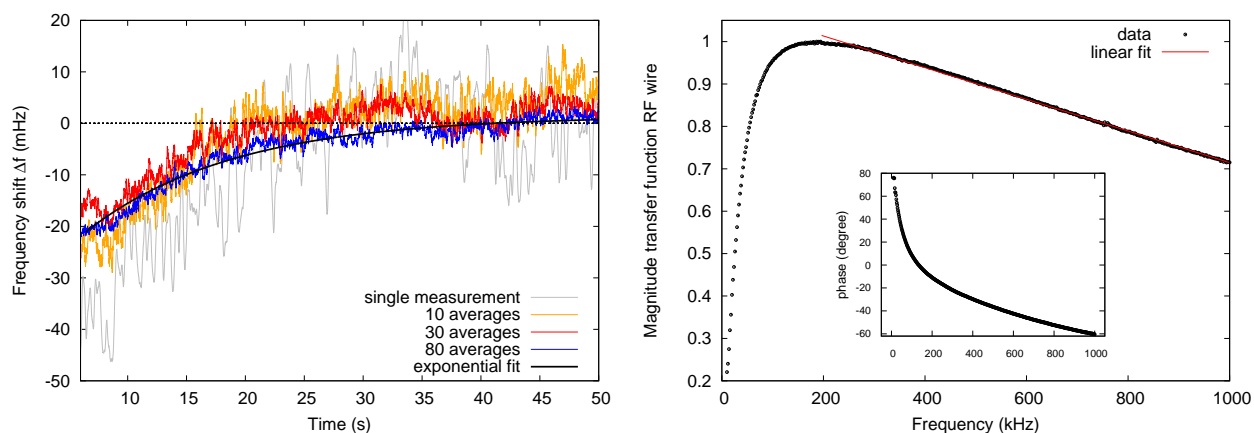 Frequency shift Δf (mHz)
20
10
0
-10
-20
-30
-40
-50
single measurement
10 averages
30 averages
80 averages
exponential fit
10 15 20 25 30 35 40 45 50
Time (s)
Magnitude transfer function RF wire
1
0.9
0.8
0.7
0.6
0.5
0.4
0.3
0.2
data
linear fit
phase (degree)
80
60
40
20
0
-20
-40
-60
0 200 400 600 800 1000
0 200 400 600 800 1000
Frequency (kHz)